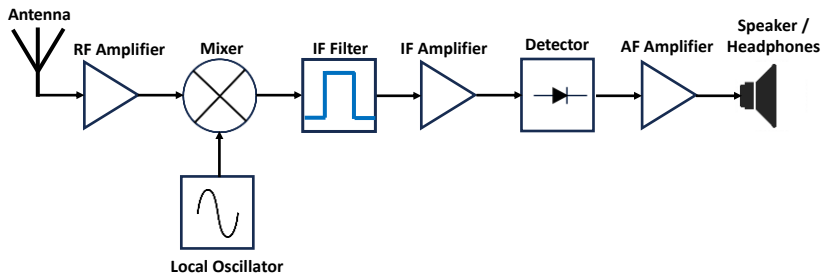 Antenna
RF Amplifier
Mixer
IF Filter
IF Amplifier
Detector
AF Amplifier
Speaker /
Headphones
Local Oscillator